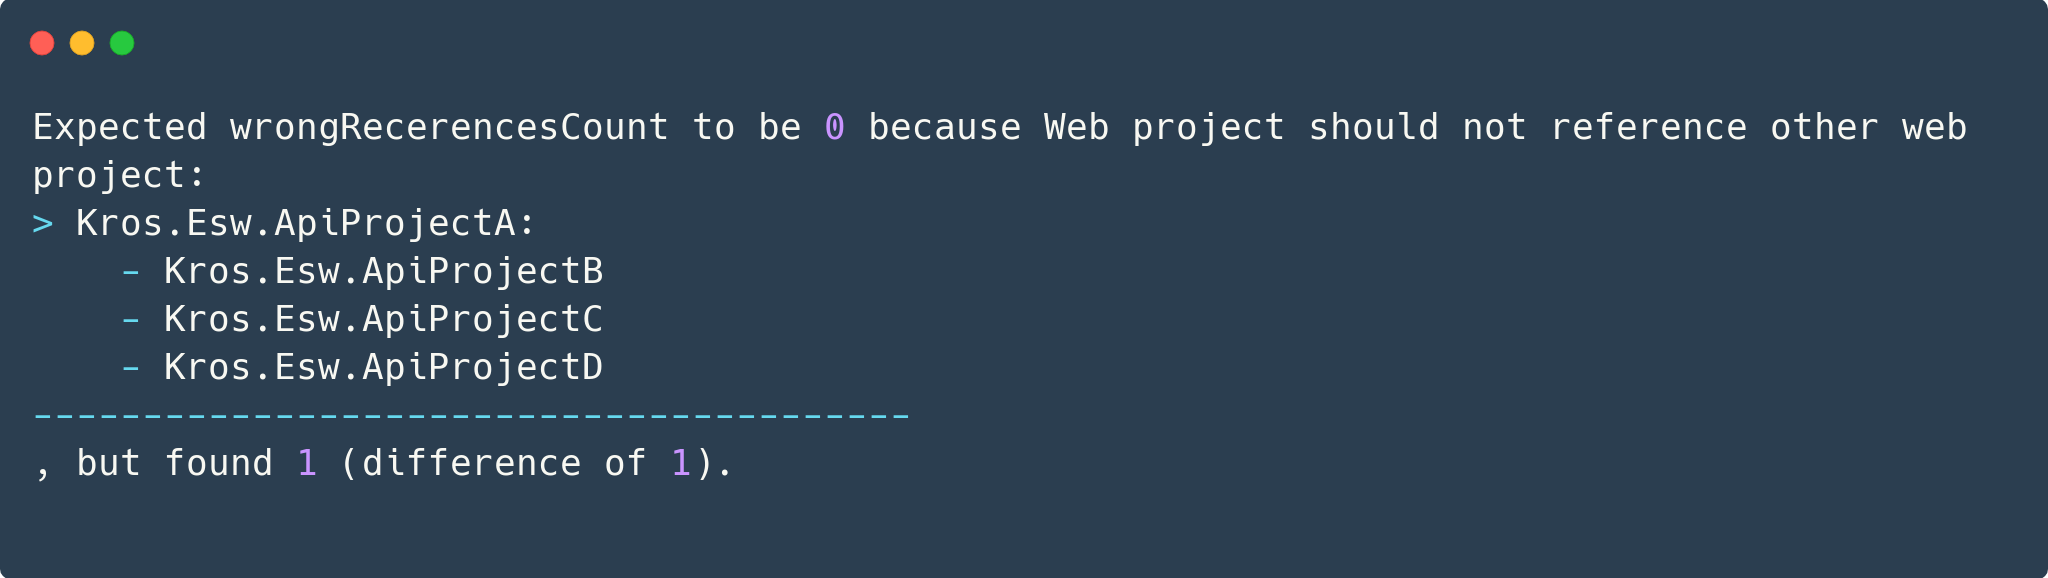 Expected wrongRecerencesCount to be 0 because Web project should not reference other web
project:
> Kros.Esw.ApiProjectA:
    - Kros.Esw.ApiProjectB
    - Kros.Esw.ApiProjectC
    - Kros.Esw.ApiProjectD
----------------------------------------
, but found 1 (difference of 1).